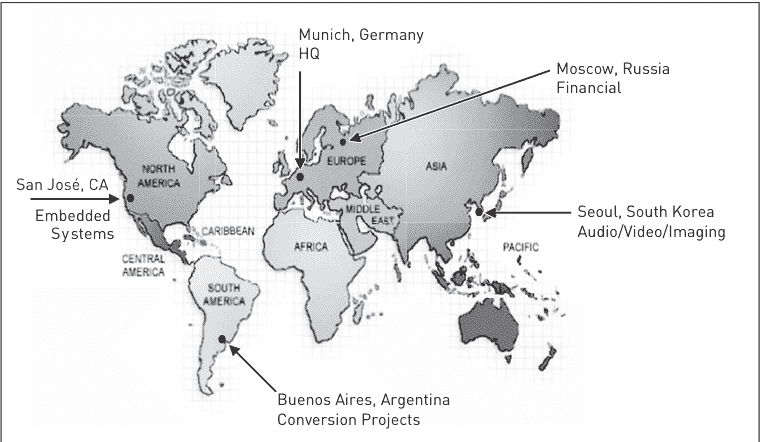 Munich, Germany
HQ
Moscow, Russia
Financial
NORTH
AMERICA
EUROPE
ASIA
San José, CA
Embedded
Systems
MIDDLE
EAST
Seoul, South Korea
Audio/Video/Imaging
CARIBBEAN
AFRICA
PACIFIC
CENTRAL
AMERICA
SOUTH
AMERICA
Buenos Aires, Argentina
Conversion Projects